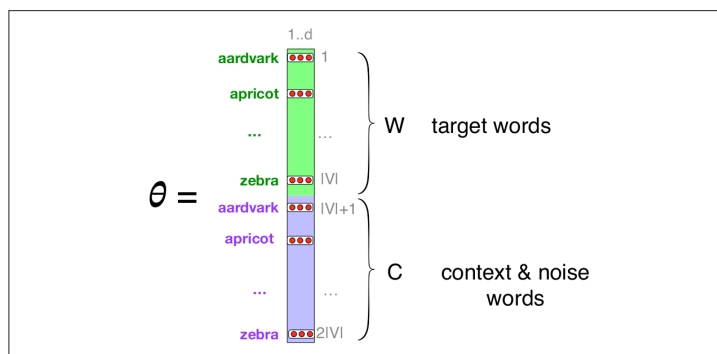 1..d
aardvark 1
apricot
... ...
W target words
zebra |V|
θ =
aardvark |V|+1
apricot
C context & noise
words
... ...
zebra 2|V|